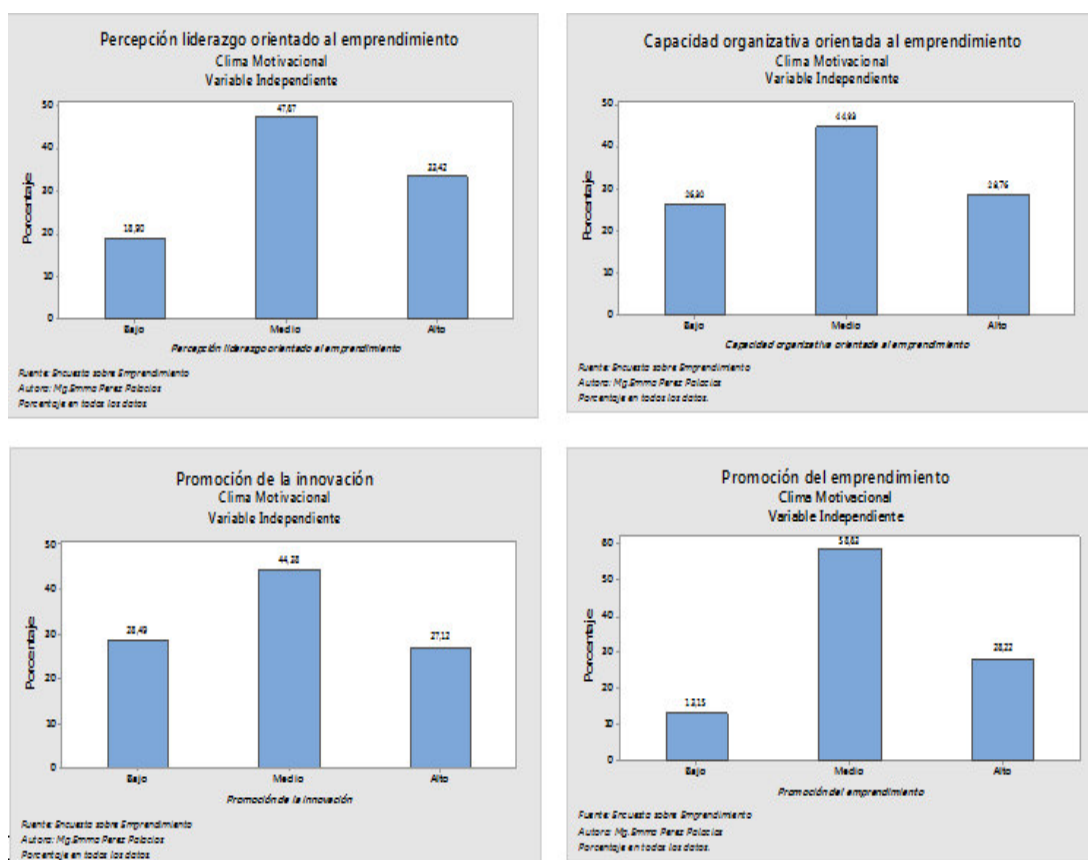 Percepción liderazgo orientado al emprendimiento
Clima Motivacional
Variable Independiente
50
40
30
20
10
0
Porcentaje
18,90
47,67
33,42
Bajo
Medio
Alto
Percepción liderazgo orientado al emprendimiento
Fuente: Encuesta sobre Emprendimiento
Autora: Mg.Emma Perez Palacios
Porcentaje en todos los datos
Capacidad organizativa orientada al emprendimiento
Clima Motivacional
Variable Independiente
50
40
30
20
10
0
Porcentaje
26,30
44,93
28,76
Bajo
Medio
Alto
Capacidad organizativa orientada al emprendimiento
Fuente: Encuesta sobre Emprendimiento
Autora: Mg.Emma Perez Palacios
Porcentaje en todos los datos.
Promoción de la innovación
Clima Motivacional
Variable Independiente
50
40
30
20
10
0
Porcentaje
28,49
44,38
27,12
Bajo
Medio
Alto
Promoción de la innovación
Fuente: Encuesta sobre Emprendimiento
Autora: Mg.Emma Perez Palacios
Porcentaje en todos los datos
Promoción del emprendimiento
Clima Motivacional
Variable Independiente
60
50
40
30
20
10
0
Porcentaje
13,15
58,63
28,22
Bajo
Medio
Alto
Promoción del emprendimiento
Fuente: Encuesta sobre Emprendimiento
Autora: Mg.Emma Perez Palacios
Porcentaje en todos los datos.